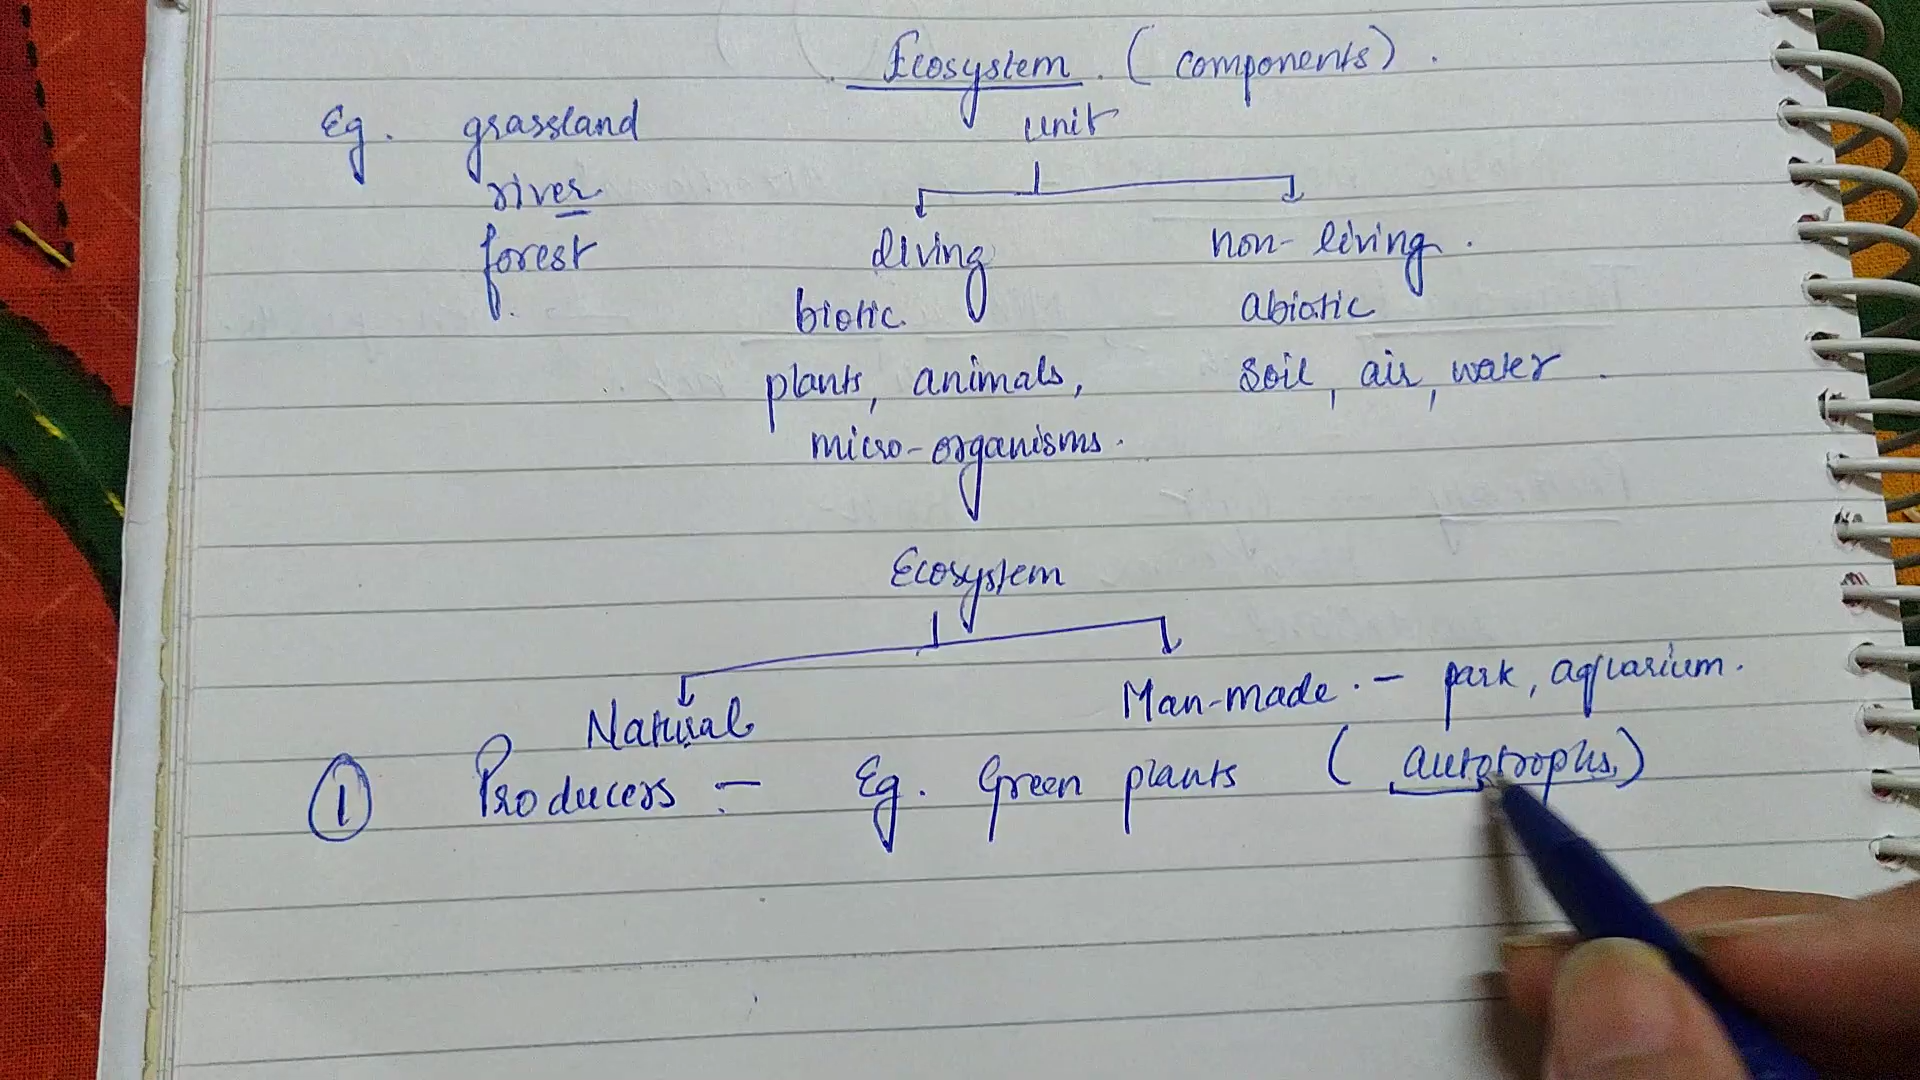 Ecosystem (components).
Eg. grassland unit
river
forest living non-living.
biotic. abiotic
plants, animals, soil, air, water.
micro-organisms.
Ecosystem
Natural Man-made. - park, aquarium.
1 Producers :- Eg. Green plants (autotrophs)